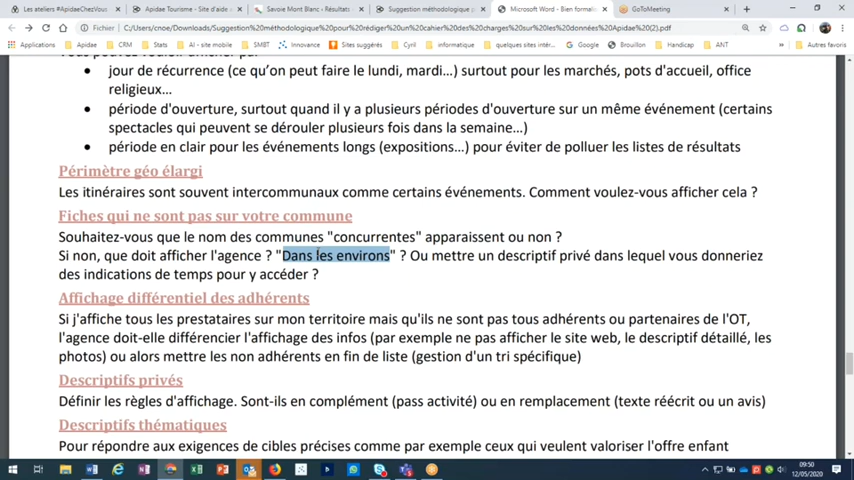 Les ateliers #ApidaeChezVous
Apidae Tourisme - Site d'aide
Savoie Mont Blanc - Résultats
Suggestion méthodologique
Microsoft Word - Bien formali
GoToMeeting
Fichier | C:/Users/cnoe/Downloads/Suggestion%20méthodologique%20pour%20rédiger%20un%20cahier%20des%20charges%20sur%20les%20données%20Apidae%20(2).pdf
Applications Apidae CRM Crta Stats AI - site mobile SMBT Innovation Sites OT Cyril informatique quelques sites intér... Photo Handicap ANT Autres favoris
jour de récurrence (ce qu'on peut faire le lundi, mardi...) surtout pour les marchés, pots d'accueil, office
religieux...
période d'ouverture, surtout quand il y a plusieurs périodes d'ouverture sur un même événement (certains
spectacles qui peuvent se dérouler plusieurs fois dans la semaine...)
période en clair pour les événements longs (expositions...) pour éviter de polluer les listes de résultats
Périmètre géo élargi
Les itinéraires sont souvent intercommunaux comme certains événements. Comment voulez-vous afficher cela ?
Fiches qui ne sont pas sur votre commune
Souhaitez-vous que le nom des communes "concurrentes" apparaissent ou non ?
Si non, que doit afficher l'agence ? "Dans les environs" ? Ou mettre un descriptif privé dans lequel vous donneriez
des indications de temps pour y accéder ?
Affichage différentiel des adhérents
Si j'affiche tous les prestataires sur mon territoire mais qu'ils ne sont pas tous adhérents ou partenaires de l'OT,
l'agence doit-elle différencier l'affichage des infos (par exemple ne pas afficher le site web, le descriptif détaillé, les
photos) ou alors mettre les non adhérents en fin de liste (gestion d'un tri spécifique)
Descriptifs privés
Définir les règles d'affichage. Sont-ils en complément (pass activité) ou en remplacement (texte réécrit ou un avis)
Descriptifs thématiques
Pour répondre aux exigences de cibles précises comme par exemple ceux qui veulent valoriser l'offre enfant
09:50
12/05/2020